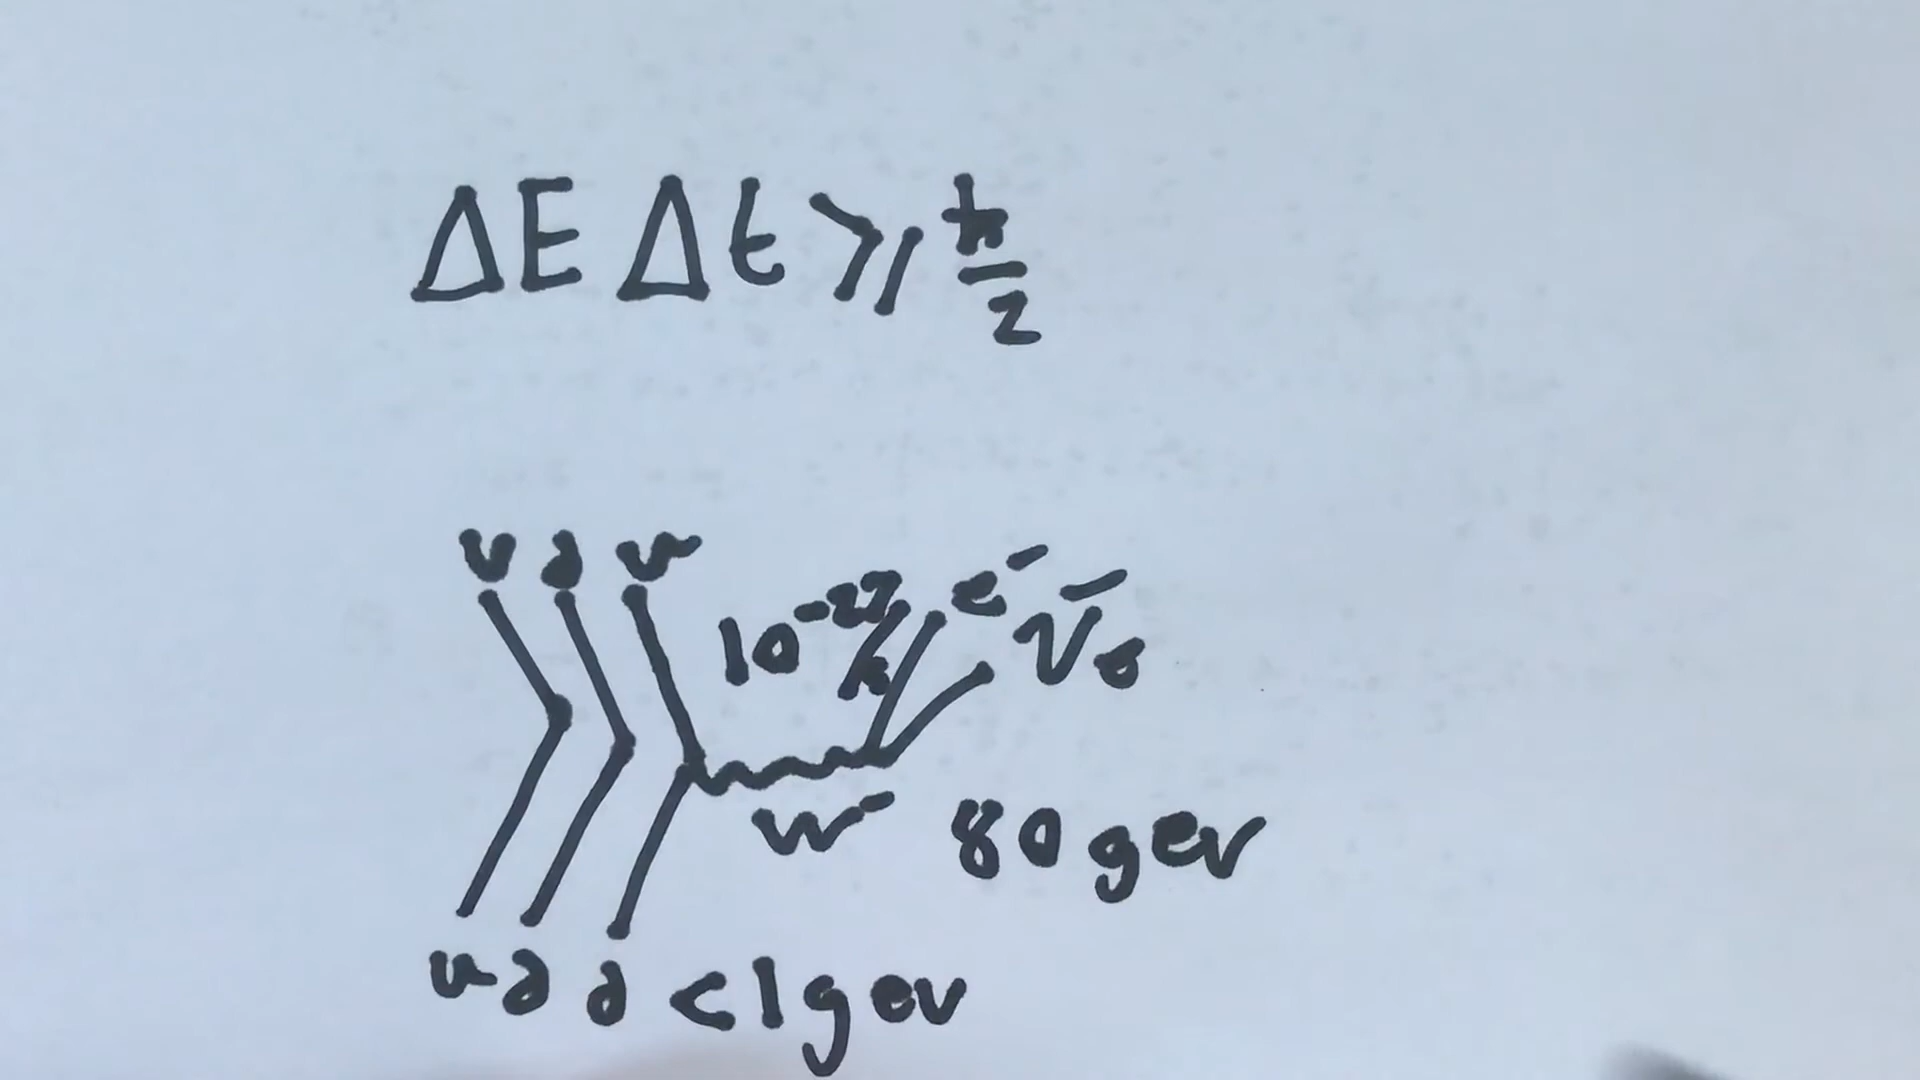 ΔE Δt ⩾ ħ/2
u d u
10⁻²⁷ e⁻ V̄e
W⁻ 80 gev
u d d < 1 gev